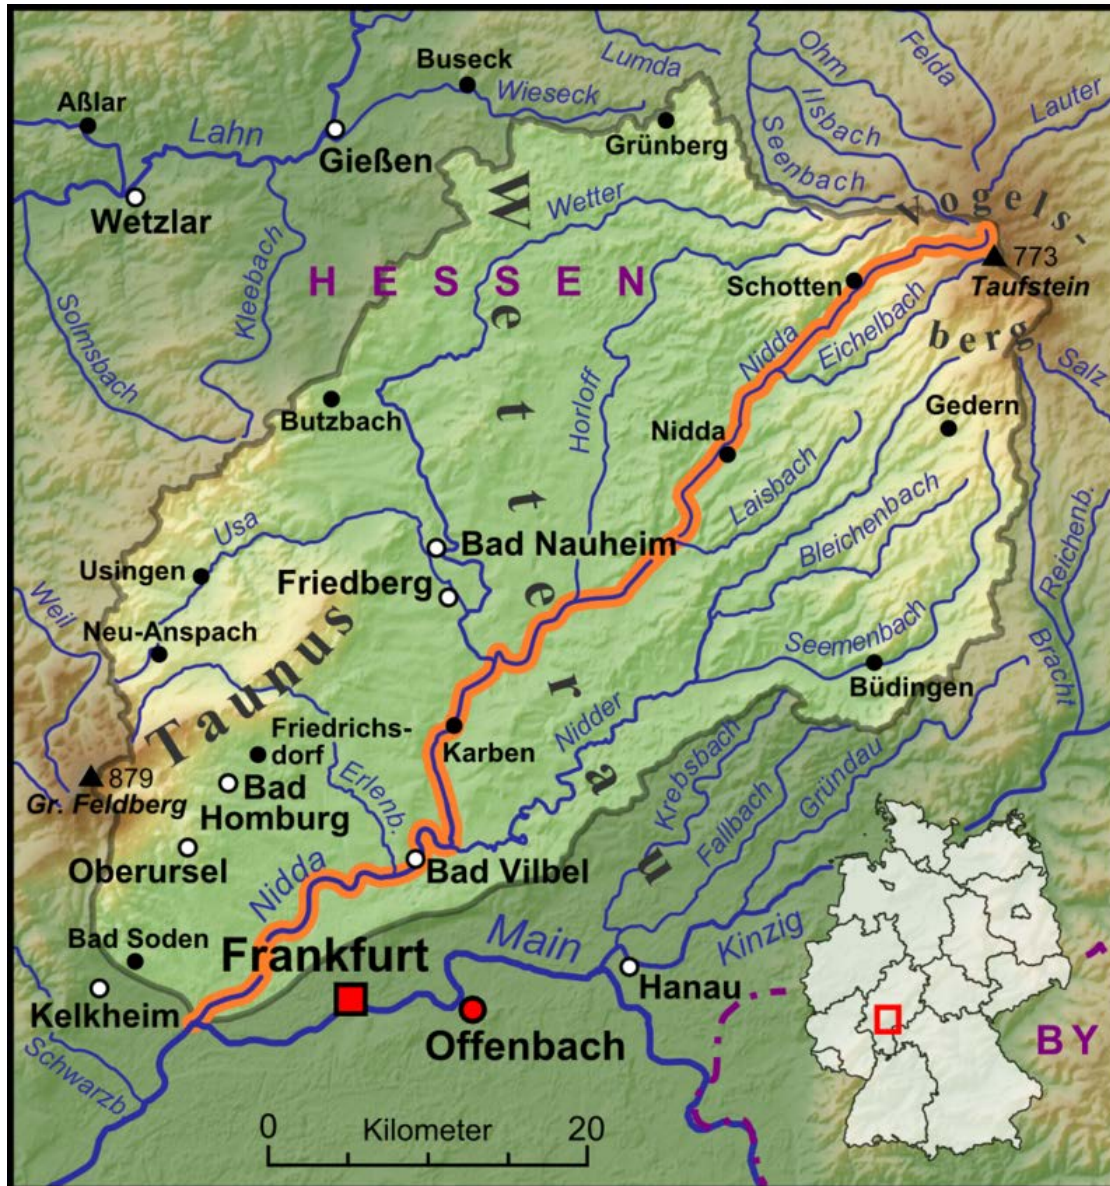 Buseck
Lumda
Ohm
Felda
Aßlar
Wieseck
Ilsbach
Lauter
Lahn
Gießen
Grünberg
Seenbach
Wetzlar
Wetter
Vogels-
berg
HESSEN
Kleebach
Solmsbach
Wetterau
773
Taufstein
Schotten
Nidda
Eichelbach
Salz
Butzbach
Horloff
Nidda
Gedern
Laisbach
Bleichenbach
Usa
Bad Nauheim
Usingen
Friedberg
Reichenb.
Weil
Neu-Anspach
Taunus
Seemenbach
Büdingen
Bracht
Nidder
Friedrichs-
dorf
Karben
879
Gr. Feldberg
Bad
Homburg
Erlenb.
Krebsbach
Fallbach
Gründau
Oberursel
Nidda
Bad Vilbel
Bad Soden
Frankfurt
Main
Kinzig
Hanau
Kelkheim
Offenbach
BY
Schwarzb
0
Kilometer
20